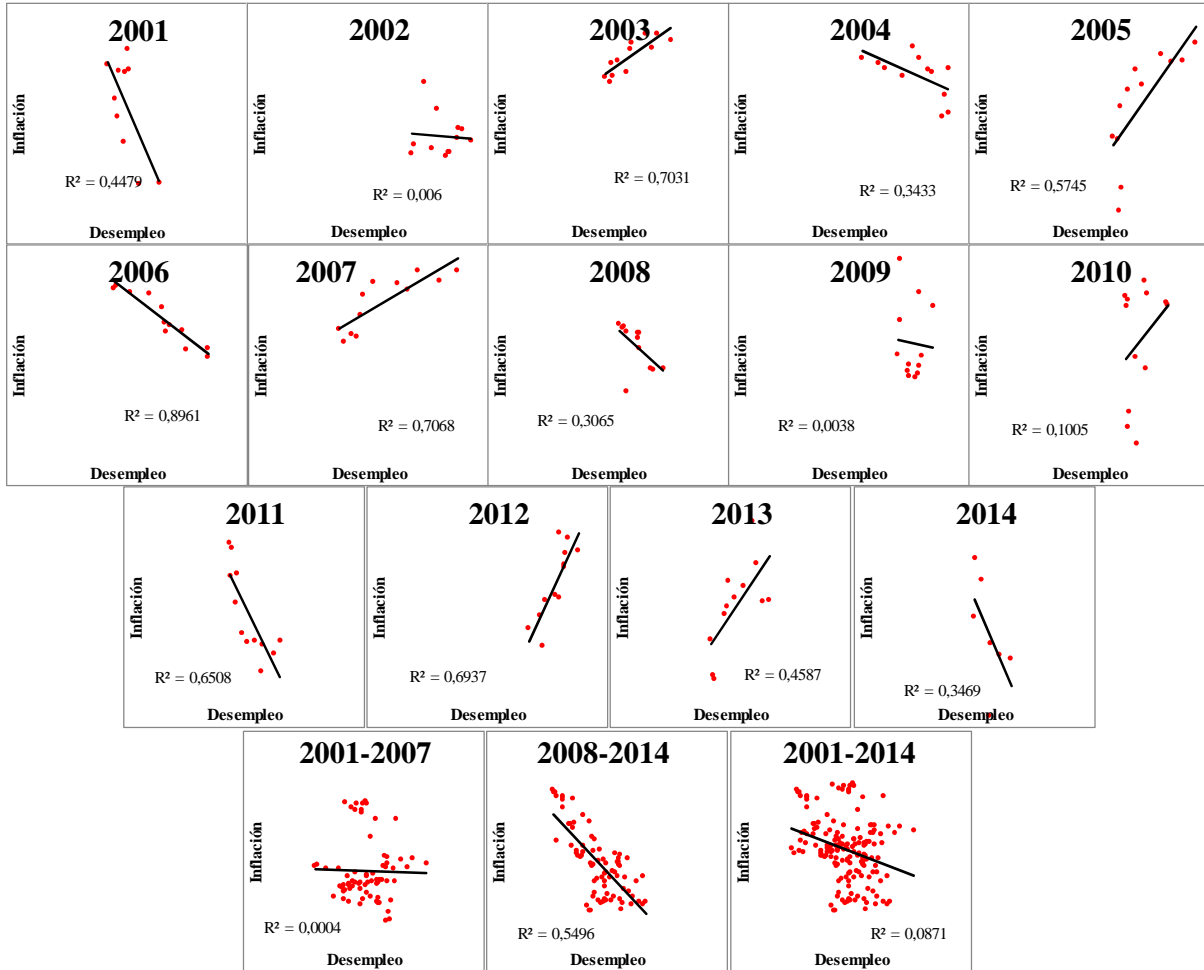 2001
Inflación
R² = 0,4479
Desempleo
2002
Inflación
R² = 0,006
Desempleo
2003
Inflación
R² = 0,7031
Desempleo
2004
Inflación
R² = 0,3433
Desempleo
2005
Inflación
R² = 0,5745
Desempleo
2006
Inflación
R² = 0,8961
Desempleo
2007
Inflación
R² = 0,7068
Desempleo
2008
Inflación
R² = 0,3065
Desempleo
2009
Inflación
R² = 0,0038
Desempleo
2010
Inflación
R² = 0,1005
Desempleo
2011
Inflación
R² = 0,6508
Desempleo
2012
Inflación
R² = 0,6937
Desempleo
2013
Inflación
R² = 0,4587
Desempleo
2014
Inflación
R² = 0,3469
Desempleo
2001-2007
Inflación
R² = 0,0004
Desempleo
2008-2014
Inflación
R² = 0,5496
Desempleo
2001-2014
Inflación
R² = 0,0871
Desempleo